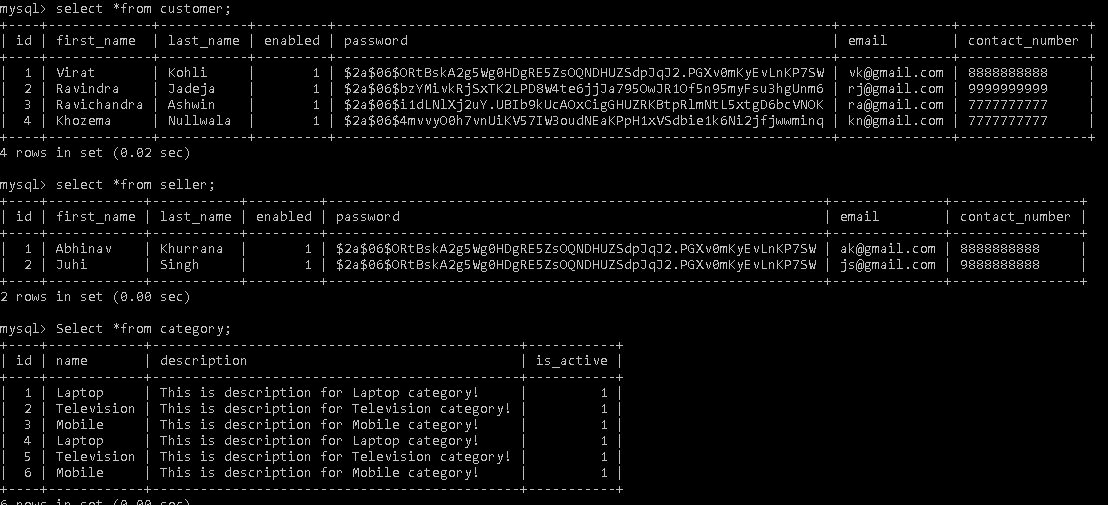 mysql> select *from customer;
+----+-------------+-----------+---------+--------------------------------------------------------------+--------------+----------------+
| id | first_name | last_name | enabled | password | email | contact_number |
+----+-------------+-----------+---------+--------------------------------------------------------------+--------------+----------------+
| 1 | Virat | Kohli | 1 | $2a$06$ORtBskA2g5Wg0HDgRE5ZsOQNDHUZSdpJqJ2.PGXv0mKyEvLnKP7SW | vk@gmail.com | 8888888888 |
| 2 | Ravindra | Jadeja | 1 | $2a$06$bzYMivkRjSxTK2LPD8W4te6jjJa795OwJR1Of5n95myFsu3hgUnm6 | rj@gmail.com | 9999999999 |
| 3 | Ravichandra | Ashwin | 1 | $2a$06$i1dLNlXj2uY.UBIb9kUcAOxCigGHUZRKBtpRlmNtL5xtgD6bcVNOK | ra@gmail.com | 7777777777 |
| 4 | Khozema | Nullwala | 1 | $2a$06$4mvvyO0h7vnUiKV57IW3oudNEaKPpH1xVSdbie1k6Ni2jfjwwminq | kn@gmail.com | 7777777777 |
+----+-------------+-----------+---------+--------------------------------------------------------------+--------------+----------------+
4 rows in set (0.02 sec)
mysql> select *from seller;
+----+------------+-----------+---------+--------------------------------------------------------------+--------------+----------------+
| id | first_name | last_name | enabled | password | email | contact_number |
+----+------------+-----------+---------+--------------------------------------------------------------+--------------+----------------+
| 1 | Abhinav | Khurrana | 1 | $2a$06$ORtBskA2g5Wg0HDgRE5ZsOQNDHUZSdpJqJ2.PGXv0mKyEvLnKP7SW | ak@gmail.com | 8888888888 |
| 2 | Juhi | Singh | 1 | $2a$06$ORtBskA2g5Wg0HDgRE5ZsOQNDHUZSdpJqJ2.PGXv0mKyEvLnKP7SW | js@gmail.com | 9888888888 |
+----+------------+-----------+---------+--------------------------------------------------------------+--------------+----------------+
2 rows in set (0.00 sec)
mysql> Select *from category;
+----+------------+----------------------------------------------+-----------+
| id | name | description | is_active |
+----+------------+----------------------------------------------+-----------+
| 1 | Laptop | This is description for Laptop category! | 1 |
| 2 | Television | This is description for Television category! | 1 |
| 3 | Mobile | This is description for Mobile category! | 1 |
| 4 | Laptop | This is description for Laptop category! | 1 |
| 5 | Television | This is description for Television category! | 1 |
| 6 | Mobile | This is description for Mobile category! | 1 |
+----+------------+----------------------------------------------+-----------+
6 rows in set (0.00 sec)